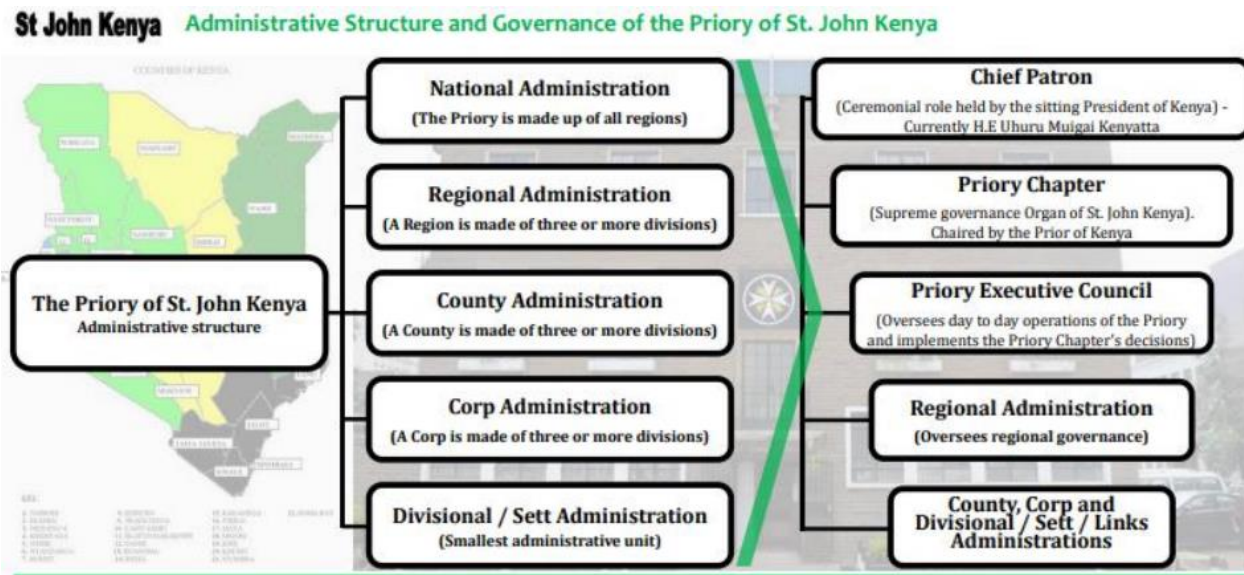 St John Kenya Administrative Structure and Governance of the Priory of St. John Kenya
COUNTIES OF KENYA
The Priory of St. John Kenya
Administrative structure
National Administration
(The Priory is made up of all regions)
Regional Administration
(A Region is made of three or more divisions)
County Administration
(A County is made of three or more divisions)
Corp Administration
(A Corp is made of three or more divisions)
Divisional / Sett Administration
(Smallest administrative unit)
Chief Patron
(Ceremonial role held by the sitting President of Kenya) -
Currently H.E Uhuru Muigai Kenyatta
Priory Chapter
(Supreme governance Organ of St. John Kenya).
Chaired by the Prior of Kenya
Priory Executive Council
(Oversees day to day operations of the Priory
and implements the Priory Chapter's decisions)
Regional Administration
(Oversees regional governance)
County, Corp and
Divisional / Sett / Links
Administrations